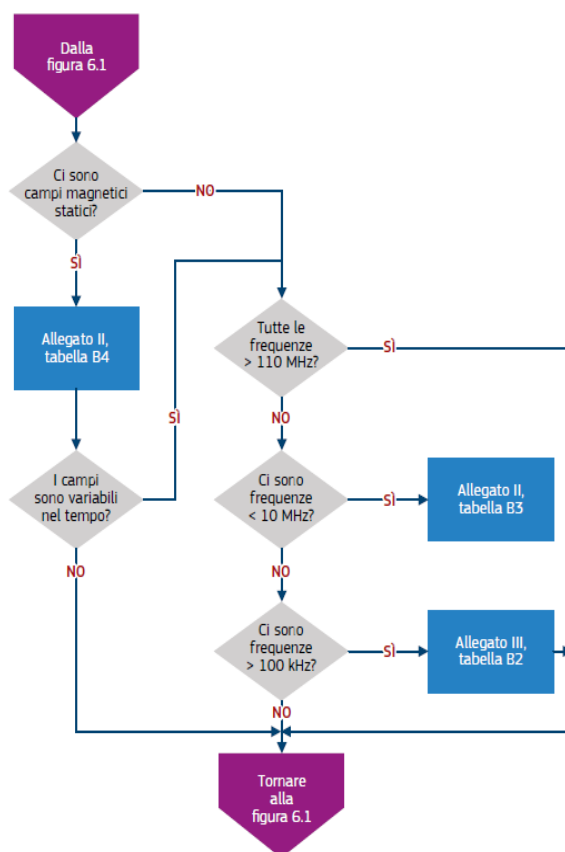 Dalla
figura 6.1
Ci sono
campi magnetici
statici?
NO
SÌ
Allegato II,
tabella B4
Tutte le
frequenze
> 110 MHz?
SÌ
SÌ
NO
I campi
sono variabili
nel tempo?
Ci sono
frequenze
< 10 MHz?
SÌ
Allegato II,
tabella B3
NO
NO
Ci sono
frequenze
> 100 kHz?
SÌ
Allegato III,
tabella B2
NO
Tornare
alla
figura 6.1